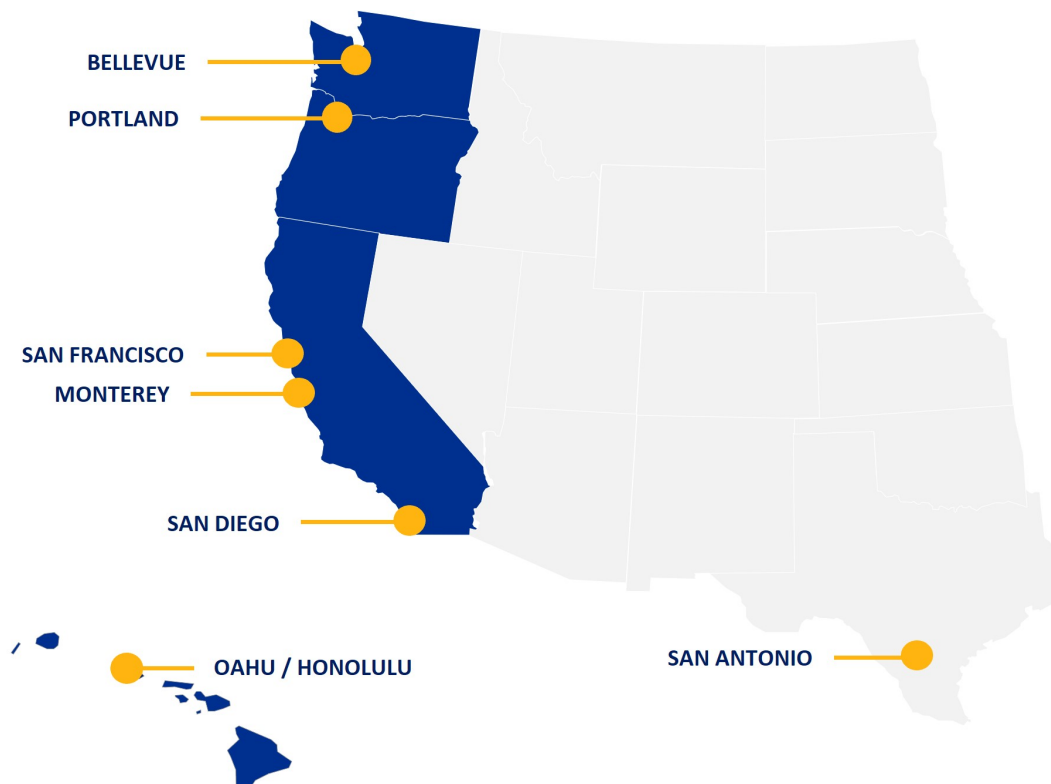 BELLEVUE
PORTLAND
SAN FRANCISCO
MONTEREY
SAN DIEGO
OAHU / HONOLULU
SAN ANTONIO